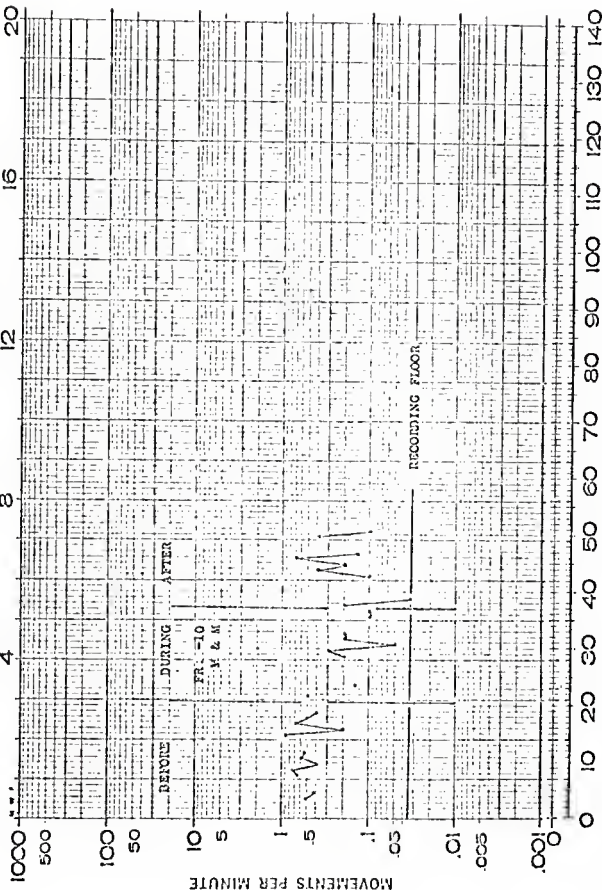 0 4 8 12 16 20
1000
500
100
50
10
5
1
.5
.1
.05
.01
.005
.001
MOVEMENTS PER MINUTE
BEFORE DURING AFTER
FR -10
M & M
RECORDING FLOOR
0 10 20 30 40 50 60 70 80 90 100 110 120 130 140